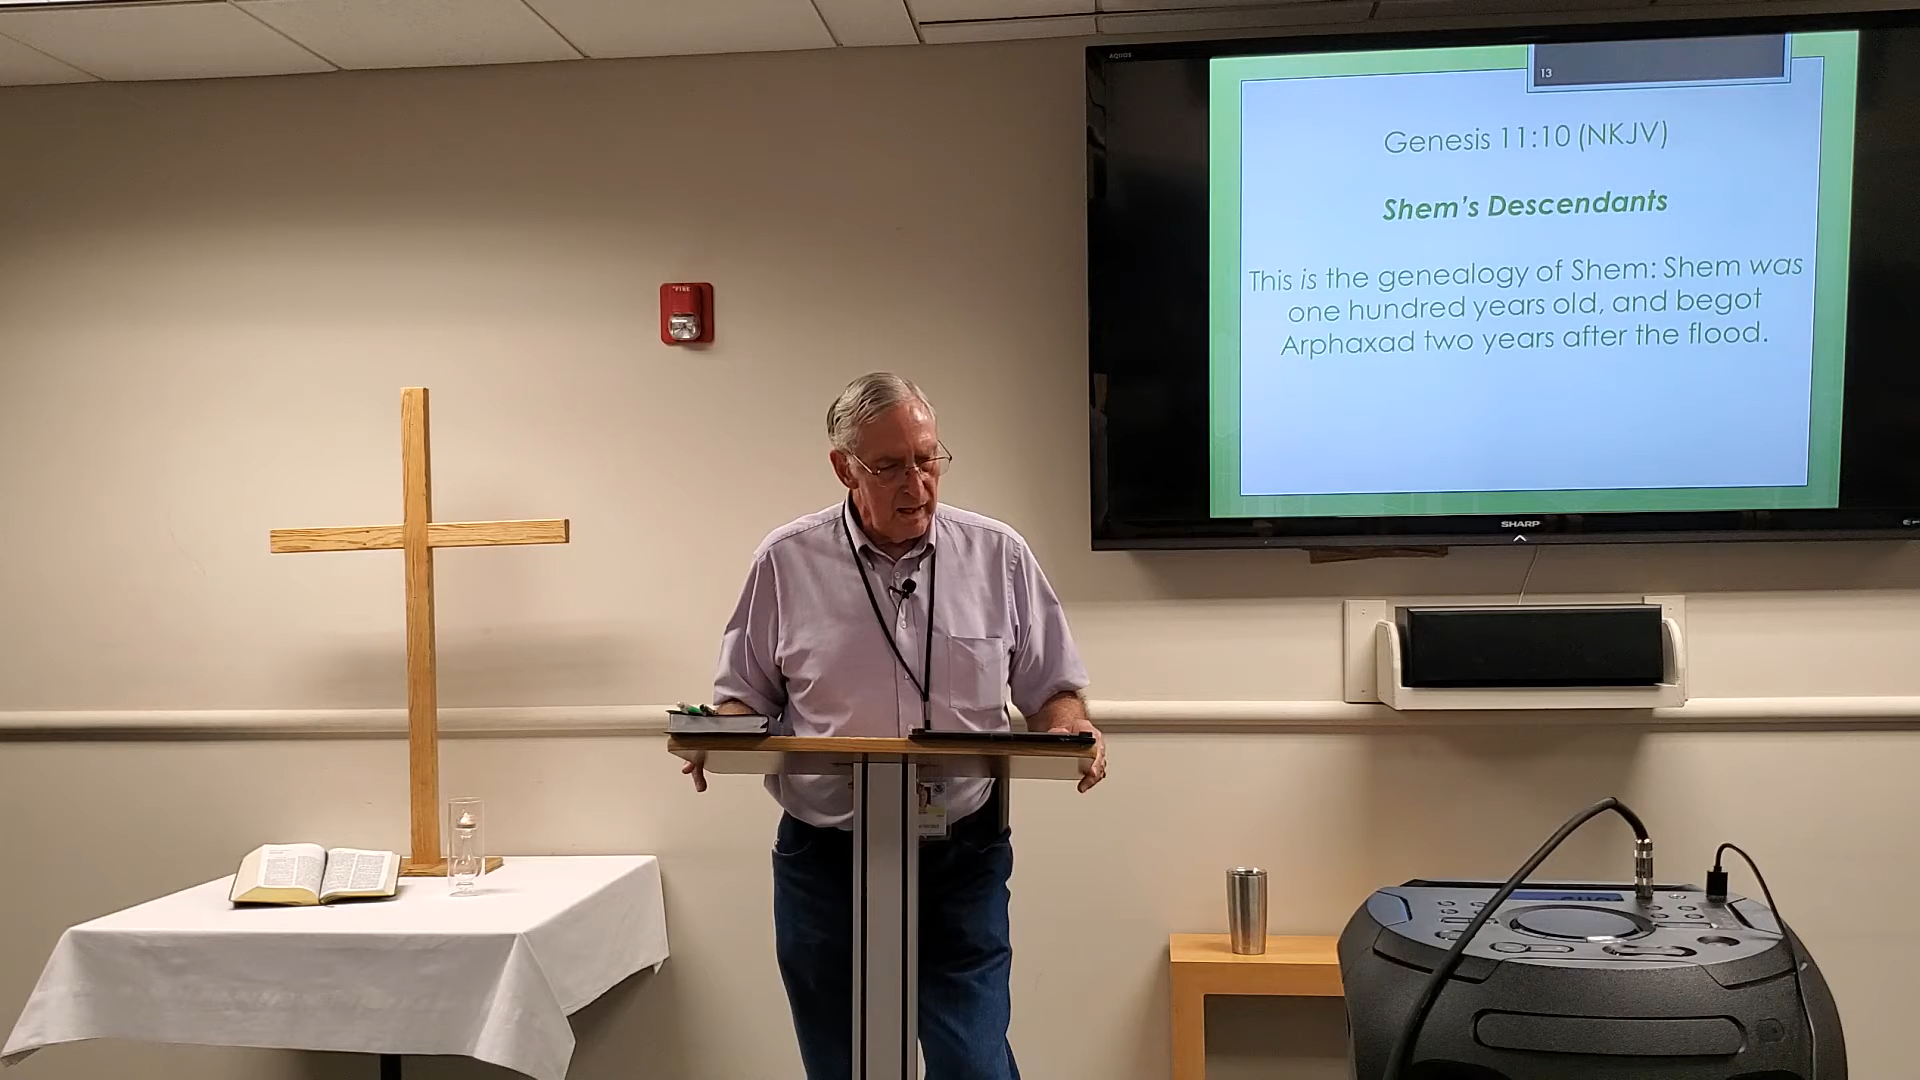 AQUOS
13
Genesis 11:10 (NKJV)
Shem's Descendants
This is the genealogy of Shem: Shem was
one hundred years old, and begot
Arphaxad two years after the flood.
SHARP
FIRE